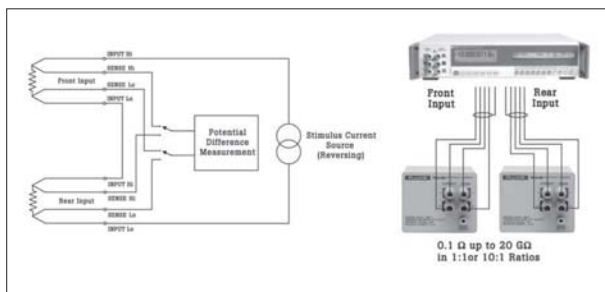 INPUT Hi
SENSE Hi
Front Input
SENSE Lo
INPUT Lo
Potential
Difference
Measurement
Stimulus Current
Source
(Reversing)
INPUT Hi
SENSE Hi
Rear Input
SENSE Lo
INPUT Lo
Front
Input
Rear
Input
FLUKE
FLUKE
0.1 Ω up to 20 GΩ
in 1:1or 10:1 Ratios